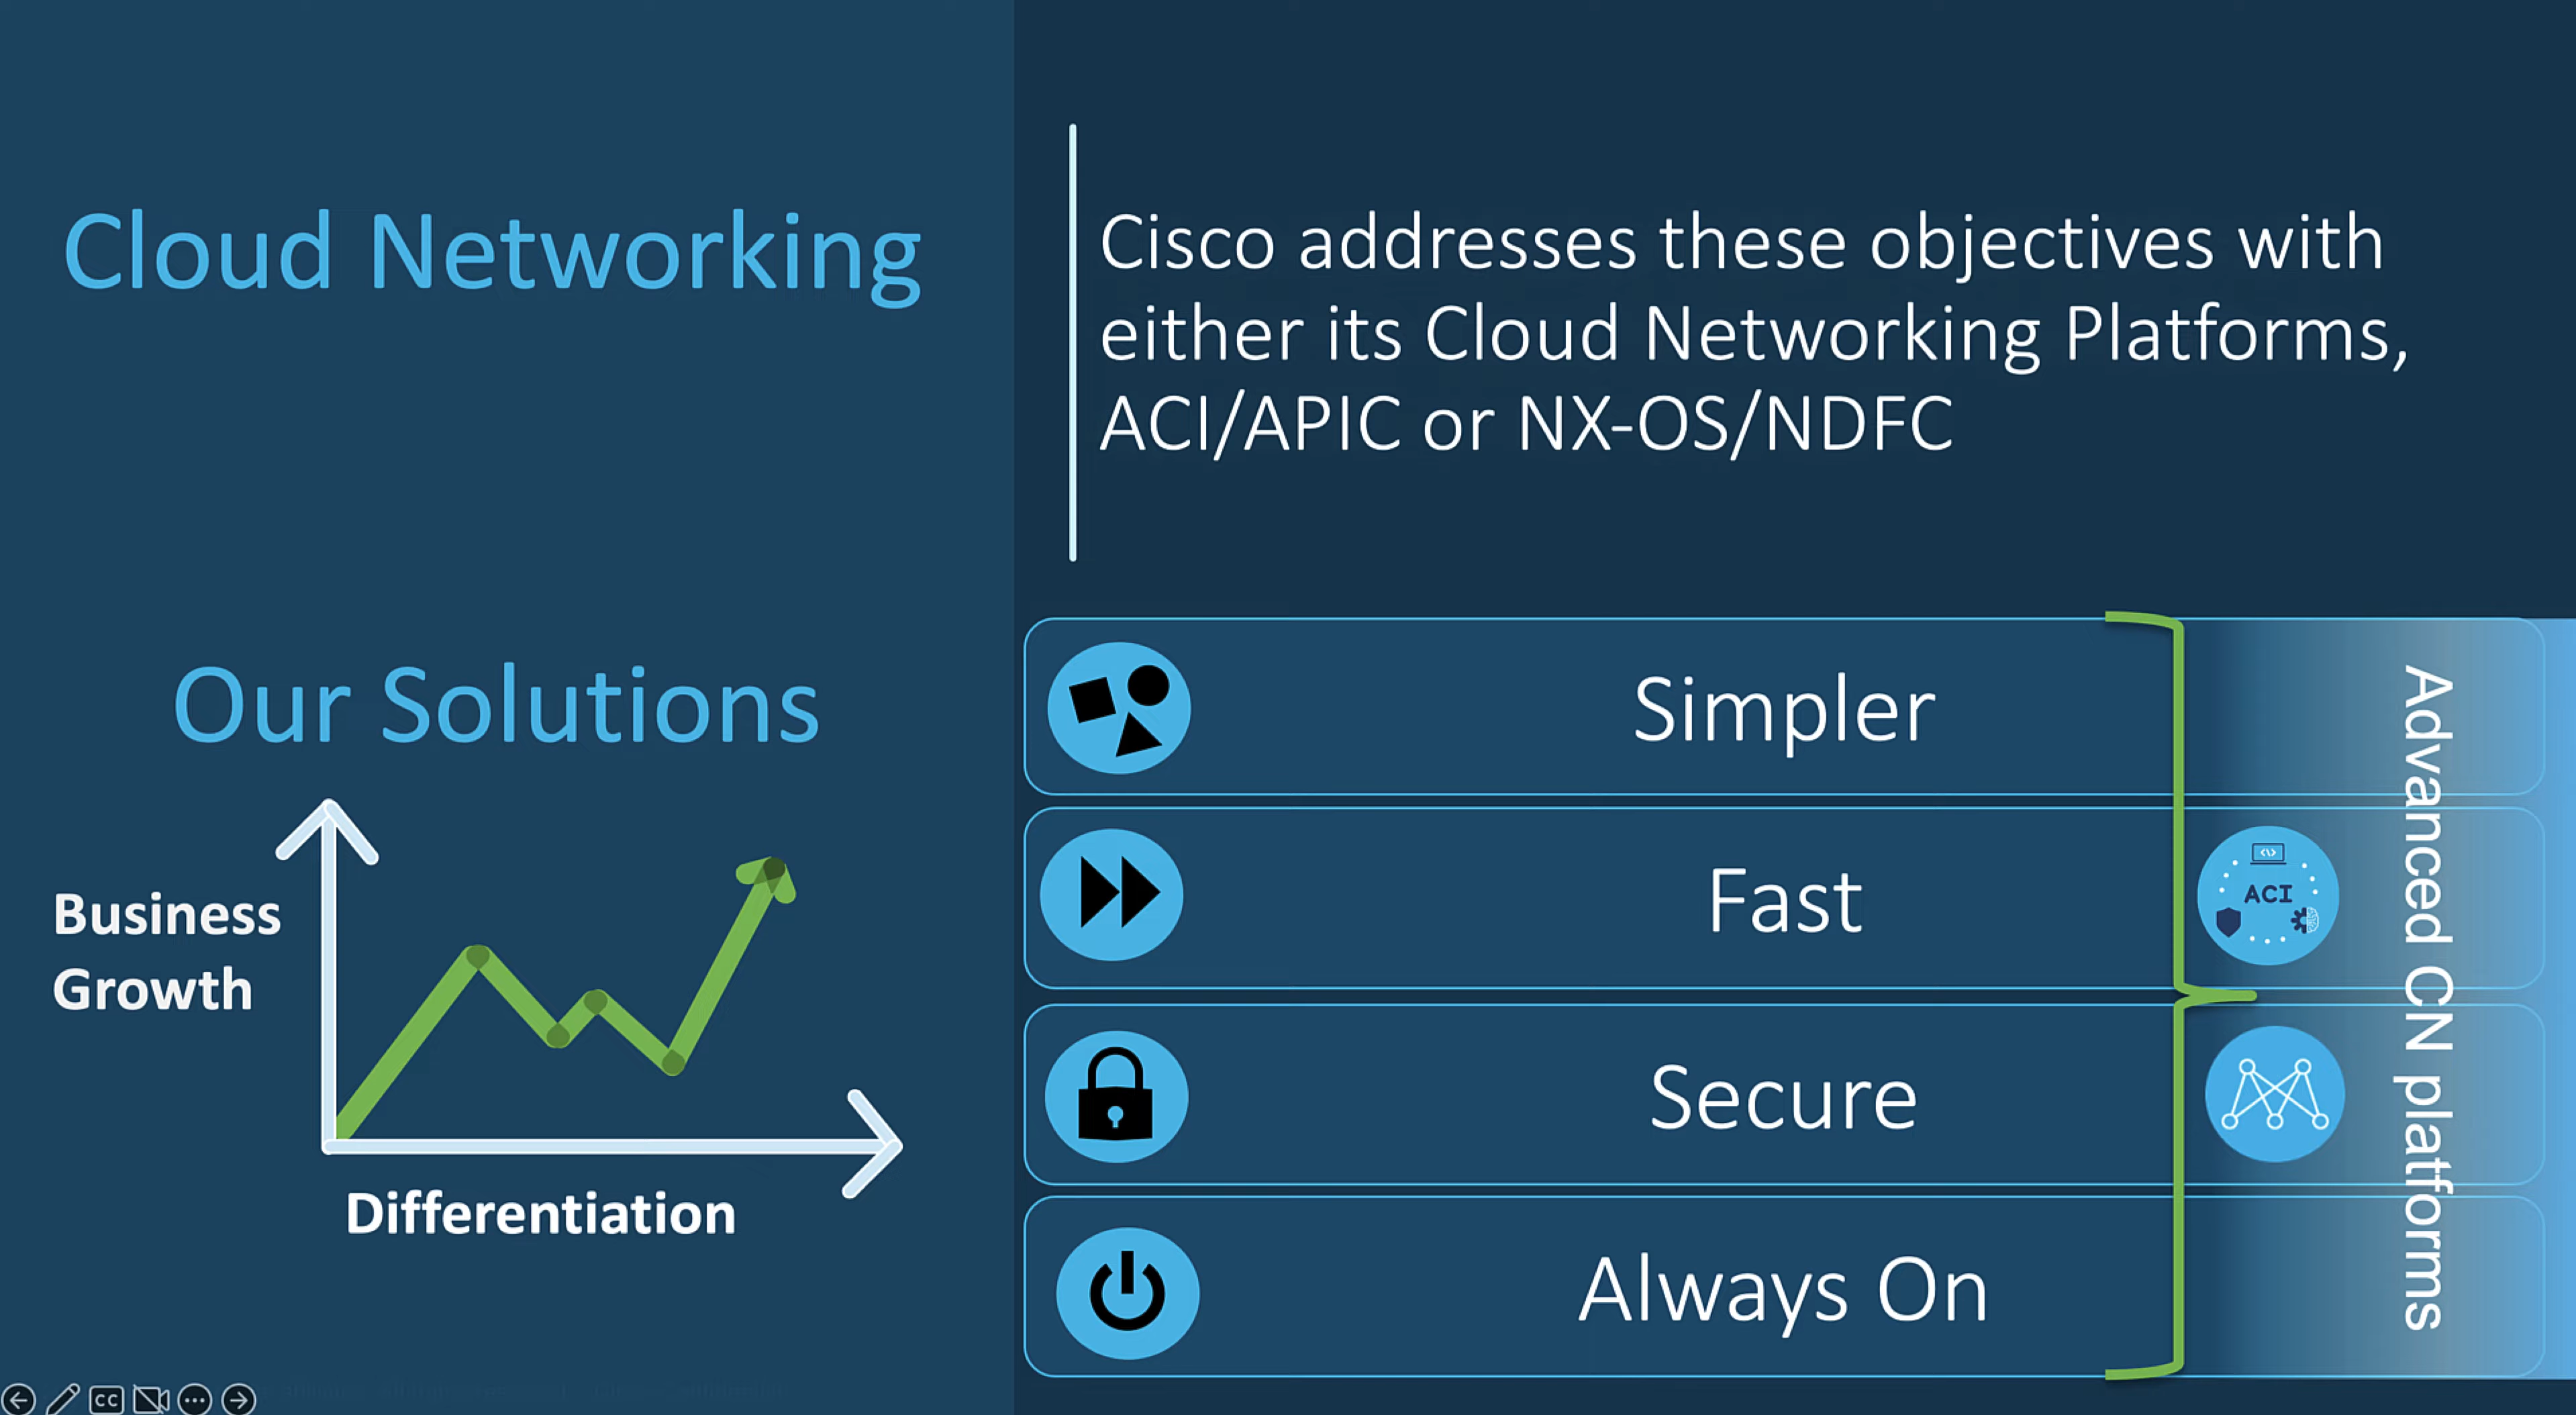 Cloud Networking
Cisco addresses these objectives with
either its Cloud Networking Platforms,
ACI/APIC or NX-OS/NDFC
Our Solutions
Business
Growth
Differentiation
Simpler
Fast
Secure
Always On
ACI
Advanced CN platforms
CC